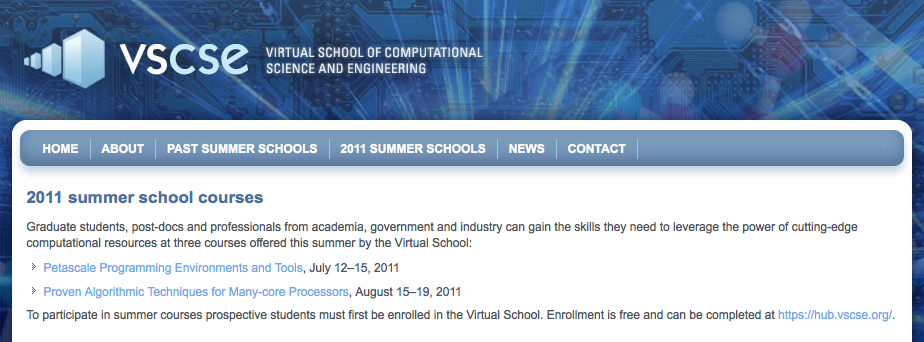 vscse VIRTUAL SCHOOL OF COMPUTATIONAL
SCIENCE AND ENGINEERING
HOME ABOUT PAST SUMMER SCHOOLS 2011 SUMMER SCHOOLS NEWS CONTACT
2011 summer school courses
Graduate students, post-docs and professionals from academia, government and industry can gain the skills they need to leverage the power of cutting-edge
computational resources at three courses offered this summer by the Virtual School:
Petascale Programming Environments and Tools, July 12–15, 2011
Proven Algorithmic Techniques for Many-core Processors, August 15–19, 2011
To participate in summer courses prospective students must first be enrolled in the Virtual School. Enrollment is free and can be completed at https://hub.vscse.org/.